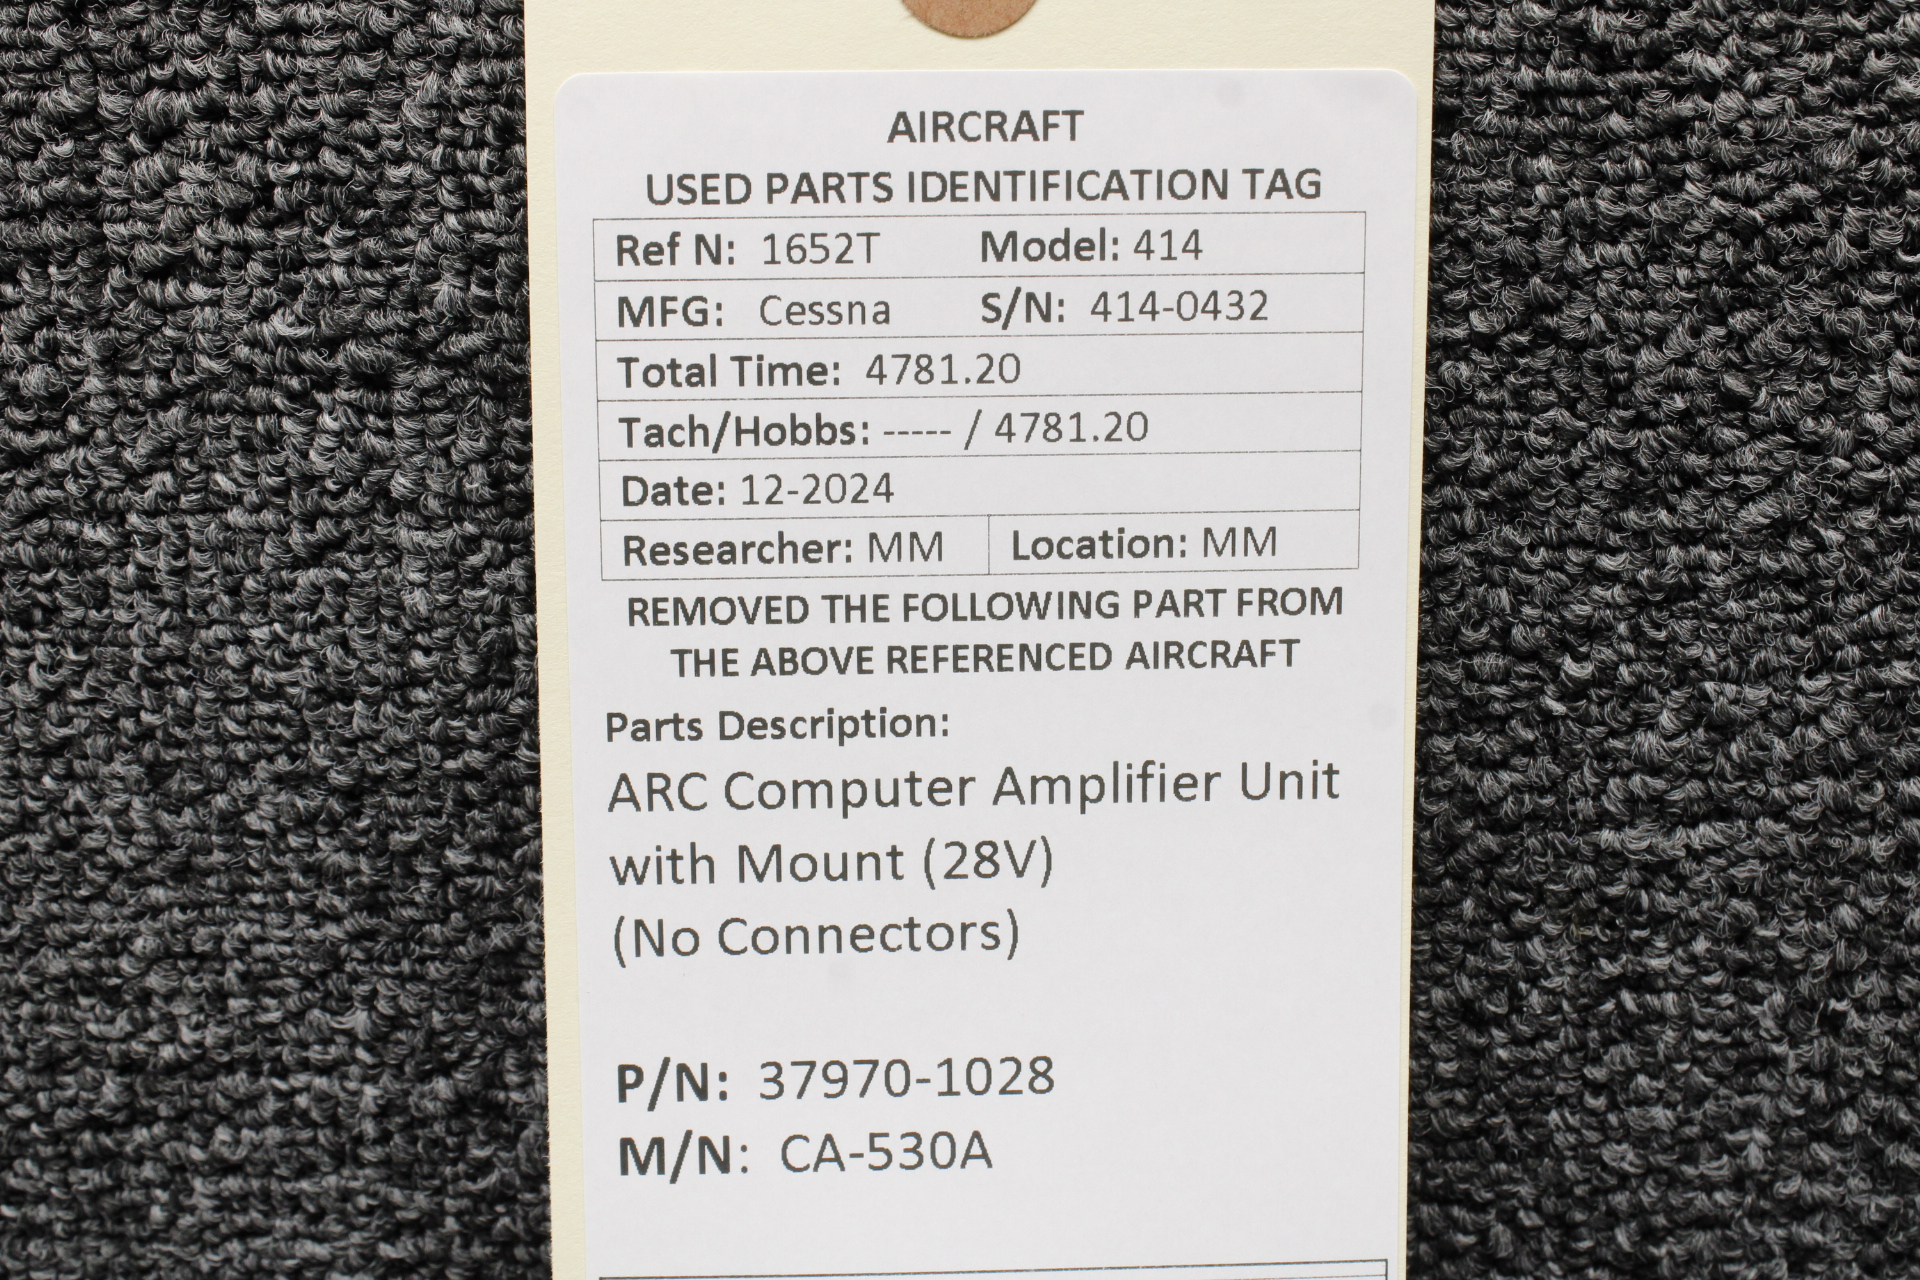 AIRCRAFT
USED PARTS IDENTIFICATION TAG
Ref N: 1652T Model: 414
MFG: Cessna S/N: 414-0432
Total Time: 4781.20
Tach/Hobbs: ----- / 4781.20
Date: 12-2024
Researcher: MM Location: MM
REMOVED THE FOLLOWING PART FROM
THE ABOVE REFERENCED AIRCRAFT
Parts Description:
ARC Computer Amplifier Unit
with Mount (28V)
(No Connectors)
P/N: 37970-1028
M/N: CA-530A